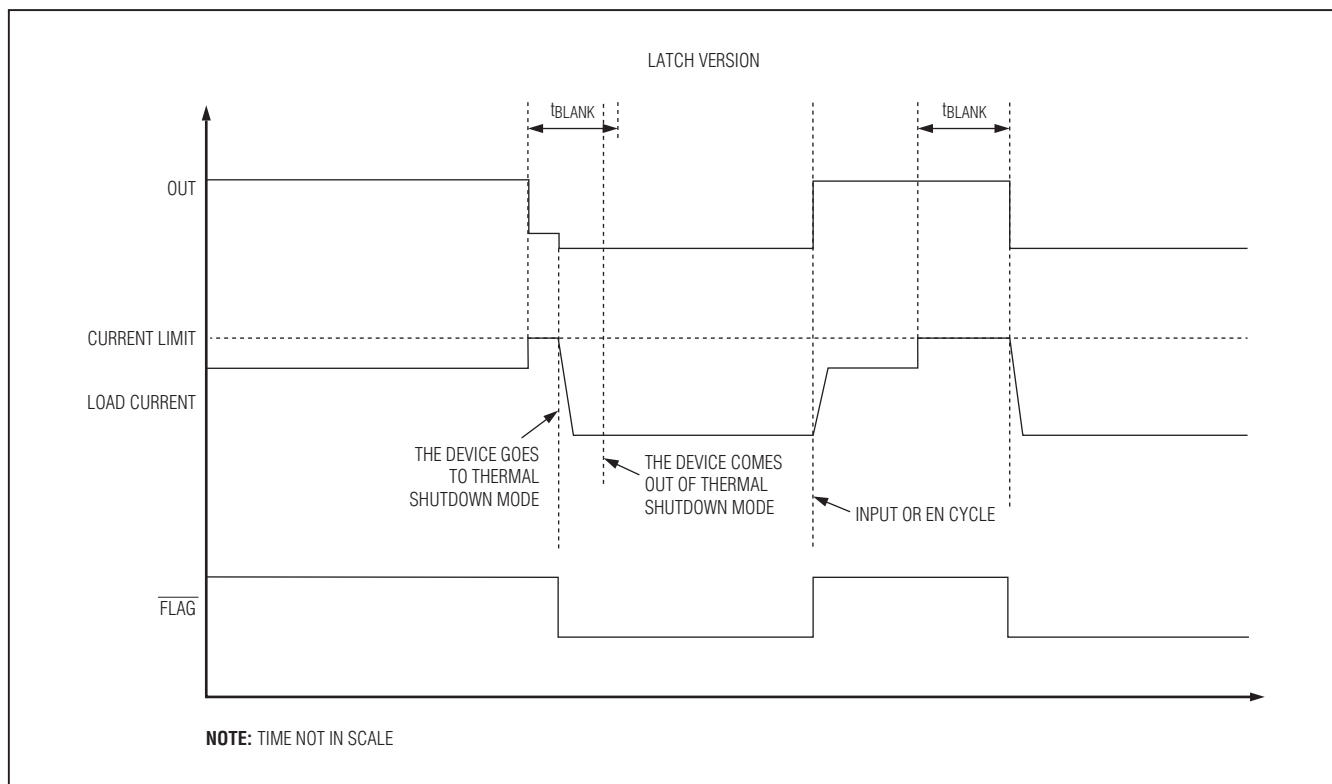 LATCH VERSION
tBLANK
tBLANK
OUT
CURRENT LIMIT
LOAD CURRENT
THE DEVICE GOES
TO THERMAL
SHUTDOWN MODE
THE DEVICE COMES
OUT OF THERMAL
SHUTDOWN MODE
INPUT OR EN CYCLE
FLAG
NOTE: TIME NOT IN SCALE